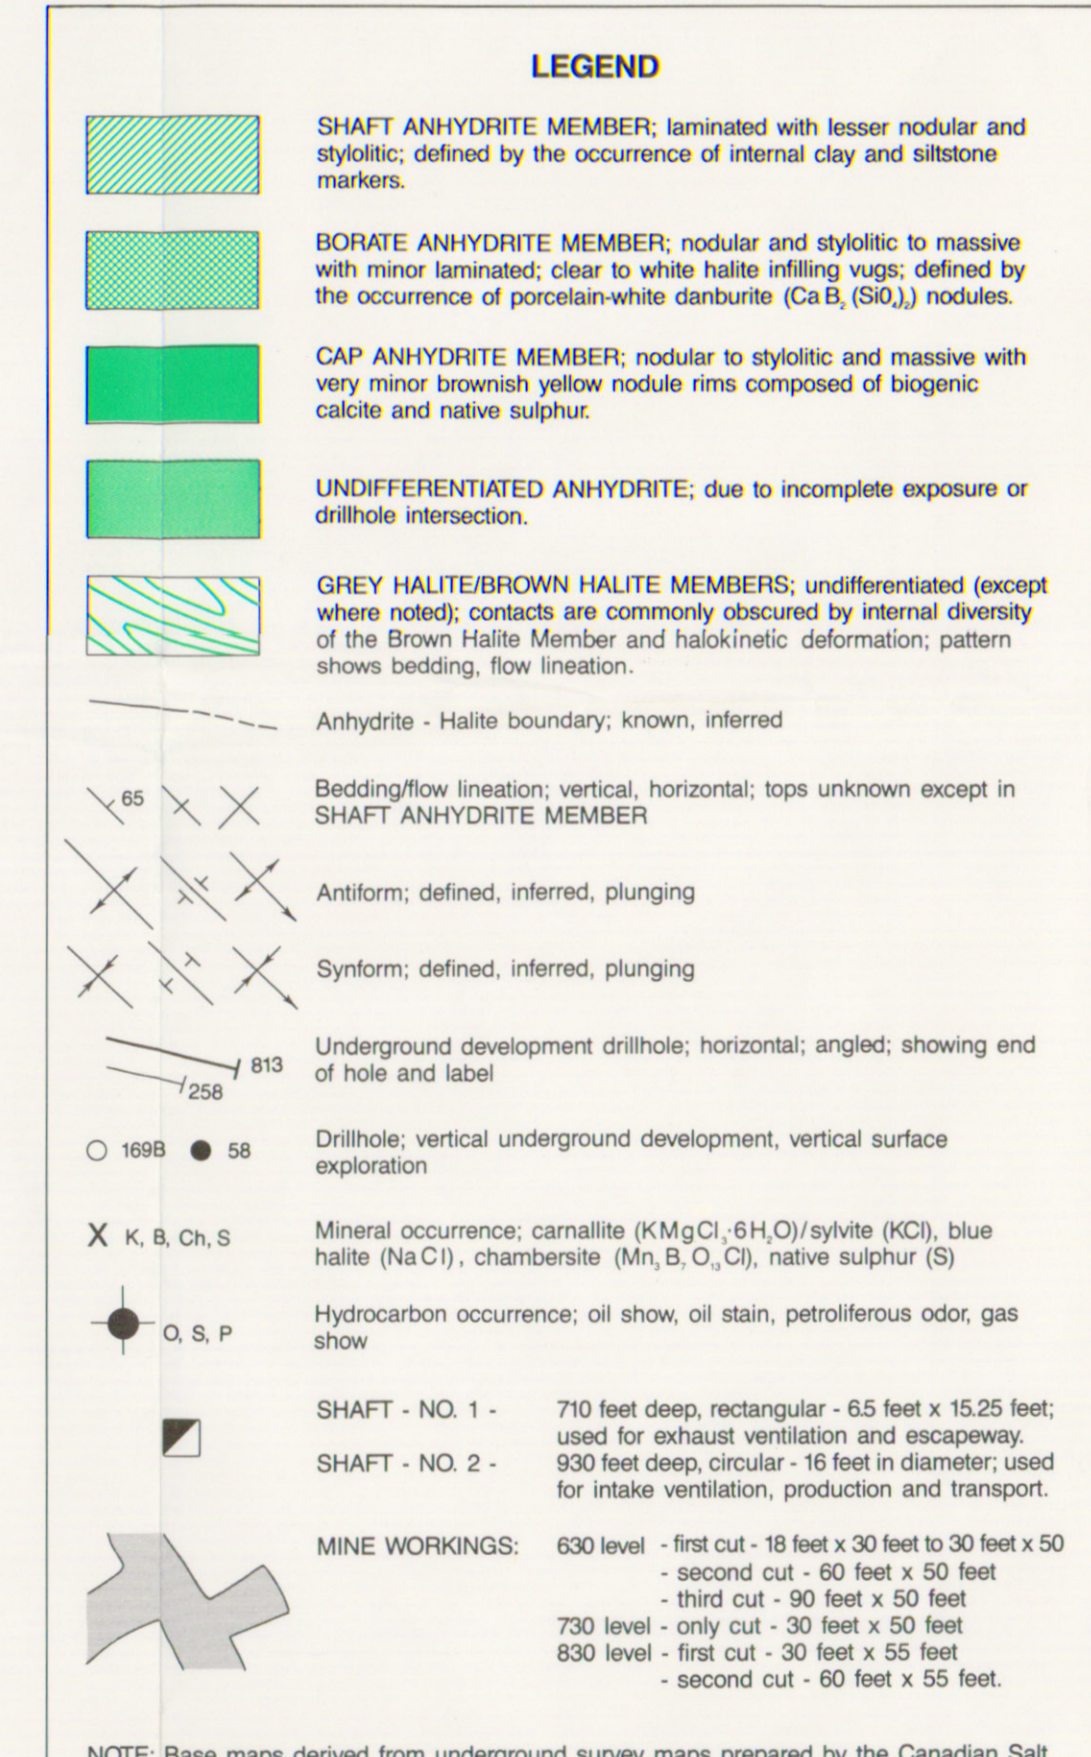 LEGEND
SHAFT ANHYDRITE MEMBER; laminated with lesser nodular and
stylolitic; defined by the occurrence of internal clay and siltstone
markers.
BORATE ANHYDRITE MEMBER; nodular and stylolitic to massive
with minor laminated; clear to white halite infilling vugs; defined by
the occurrence of porcelain-white danburite (Ca B₂ (SiO₄)₂) nodules.
CAP ANHYDRITE MEMBER; nodular to stylolitic and massive with
very minor brownish yellow nodule rims composed of biogenic
calcite and native sulphur.
UNDIFFERENTIATED ANHYDRITE; due to incomplete exposure or
drillhole intersection.
GREY HALITE/BROWN HALITE MEMBERS; undifferentiated (except
where noted); contacts are commonly obscured by internal diversity
of the Brown Halite Member and halokinetic deformation; pattern
shows bedding, flow lineation.
Anhydrite - Halite boundary; known, inferred
65
Bedding/flow lineation; vertical, horizontal; tops unknown except in
SHAFT ANHYDRITE MEMBER
Antiform; defined, inferred, plunging
Synform; defined, inferred, plunging
813
258
Underground development drillhole; horizontal; angled; showing end
of hole and label
169B 58
Drillhole; vertical underground development, vertical surface
exploration
X K, B, Ch, S
Mineral occurrence; carnallite (KMgCl₃·6H₂O)/sylvite (KCl), blue
halite (NaCl), chambersite (Mn₃ B₇ O₁₃ Cl), native sulphur (S)
O, S, P
Hydrocarbon occurrence; oil show, oil stain, petroliferous odor, gas
show
SHAFT - NO. 1 - 710 feet deep, rectangular - 6.5 feet x 15.25 feet;
used for exhaust ventilation and escapeway.
SHAFT - NO. 2 - 930 feet deep, circular - 16 feet in diameter; used
for intake ventilation, production and transport.
MINE WORKINGS: 630 level - first cut - 18 feet x 30 feet to 30 feet x 50
- second cut - 60 feet x 50 feet
- third cut - 90 feet x 50 feet
730 level - only cut - 30 feet x 50 feet
830 level - first cut - 30 feet x 55 feet
- second cut - 60 feet x 55 feet.
NOTE: Base maps derived from underground survey maps prepared by the Canadian Salt